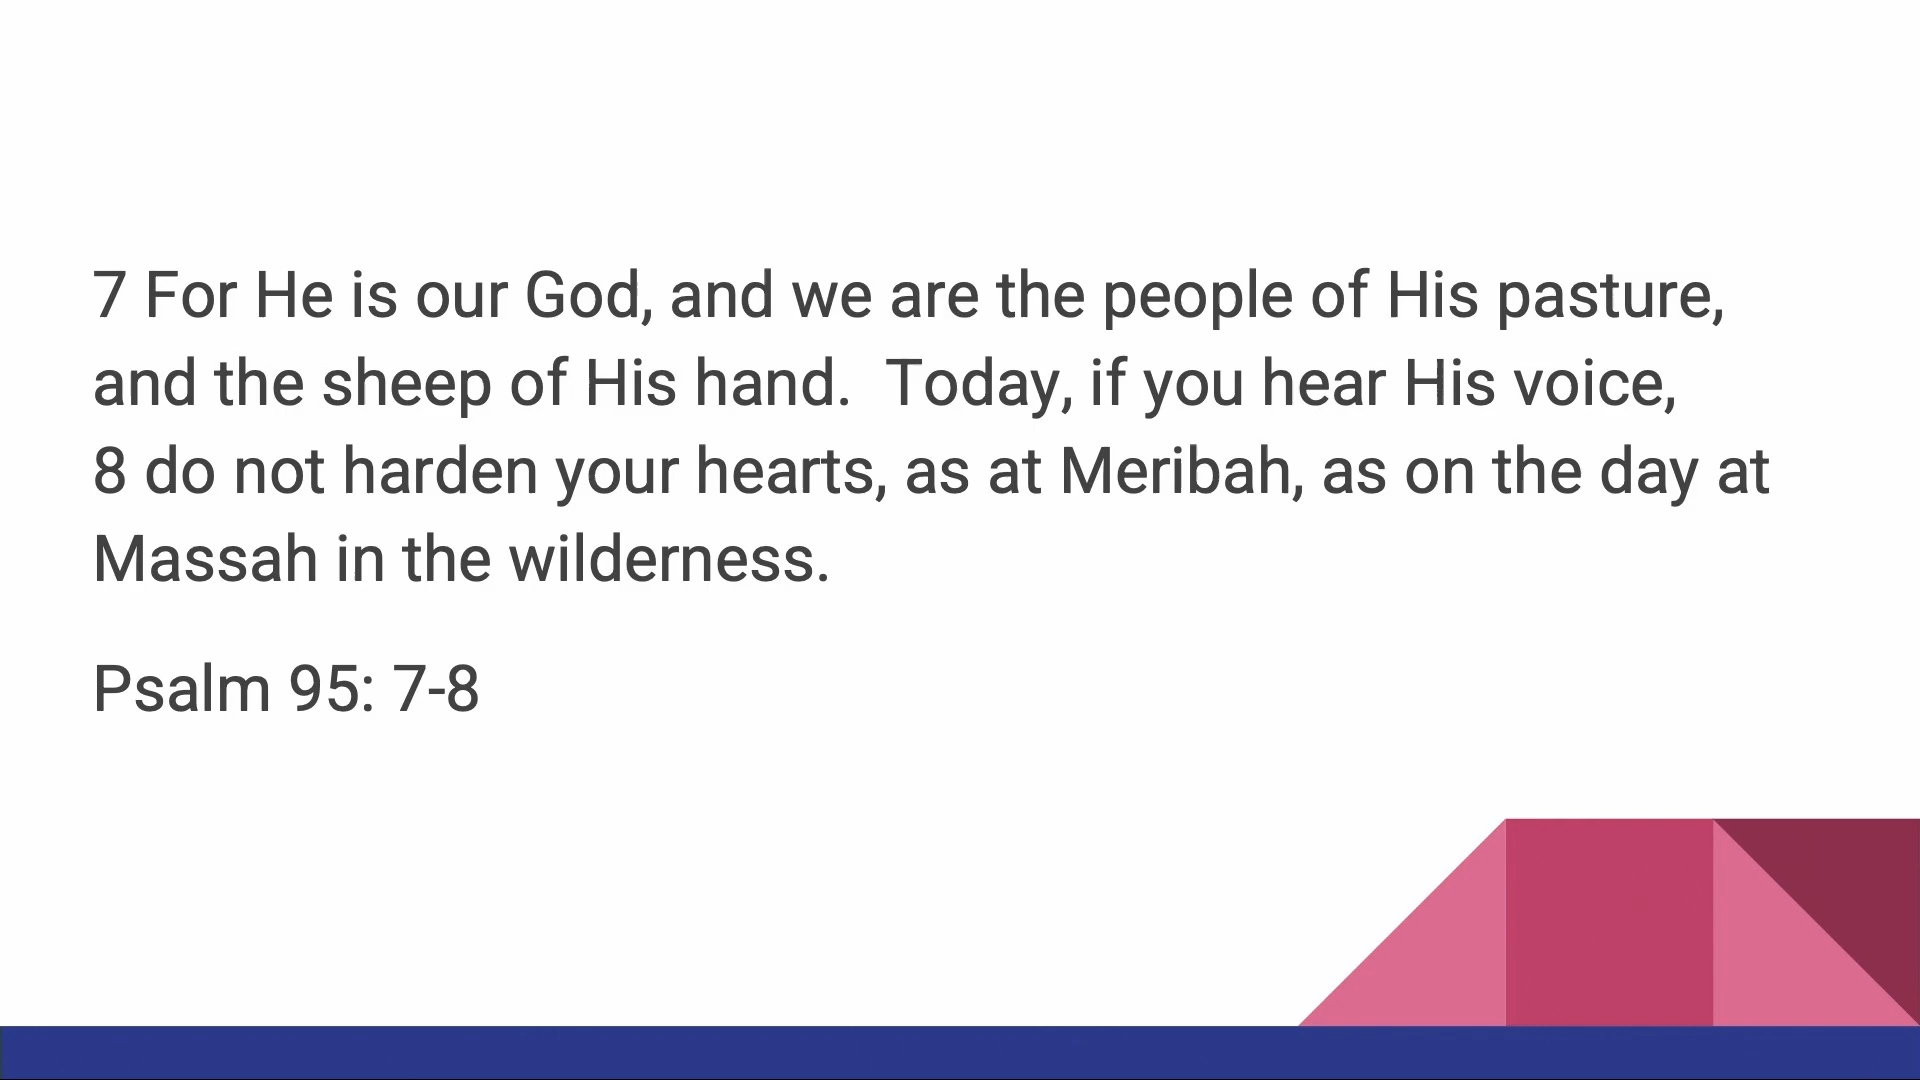 7 For He is our God, and we are the people of His pasture,
and the sheep of His hand.  Today, if you hear His voice,
8 do not harden your hearts, as at Meribah, as on the day at
Massah in the wilderness.
Psalm 95: 7-8